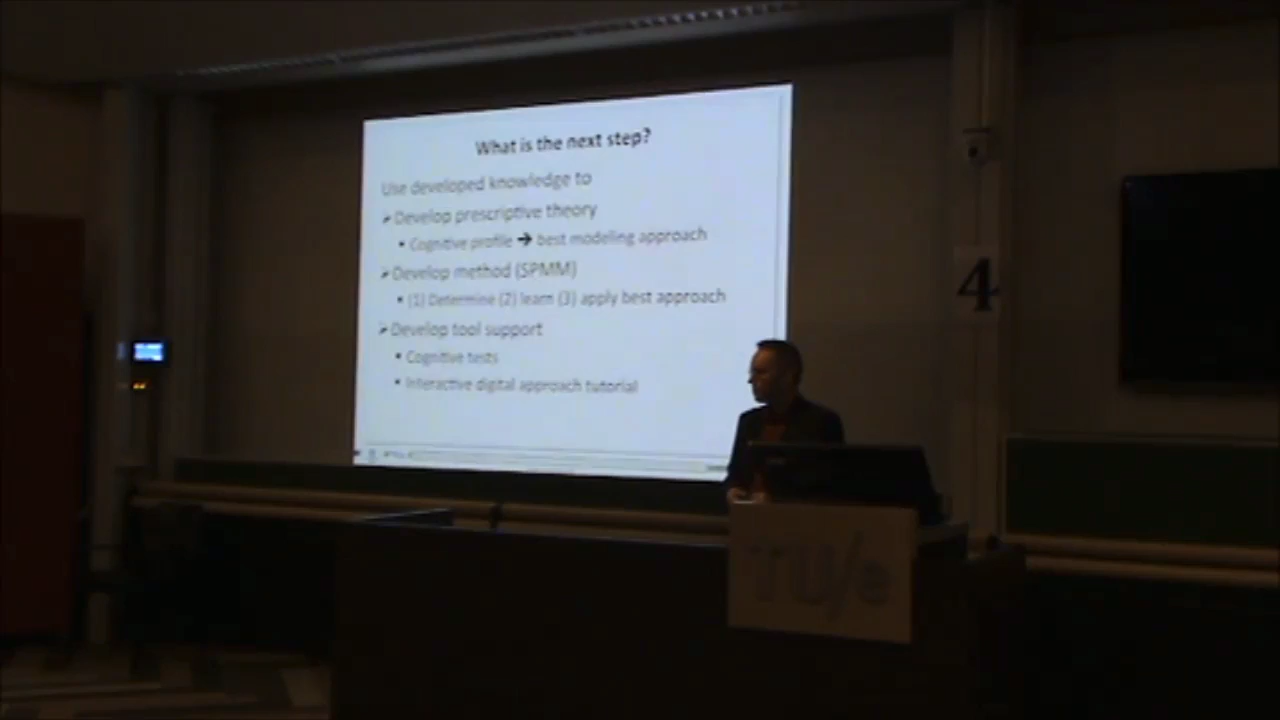 What is the next step?
Use developed knowledge to
➢ Develop prescriptive theory
▪ Cognitive profile ➔ best modeling approach
➢ Develop method (SPMM)
▪ (1) Determine (2) learn (3) apply best approach
➢ Develop tool support
▪ Cognitive tests
▪ Interactive digital approach tutorial
4
TU/e